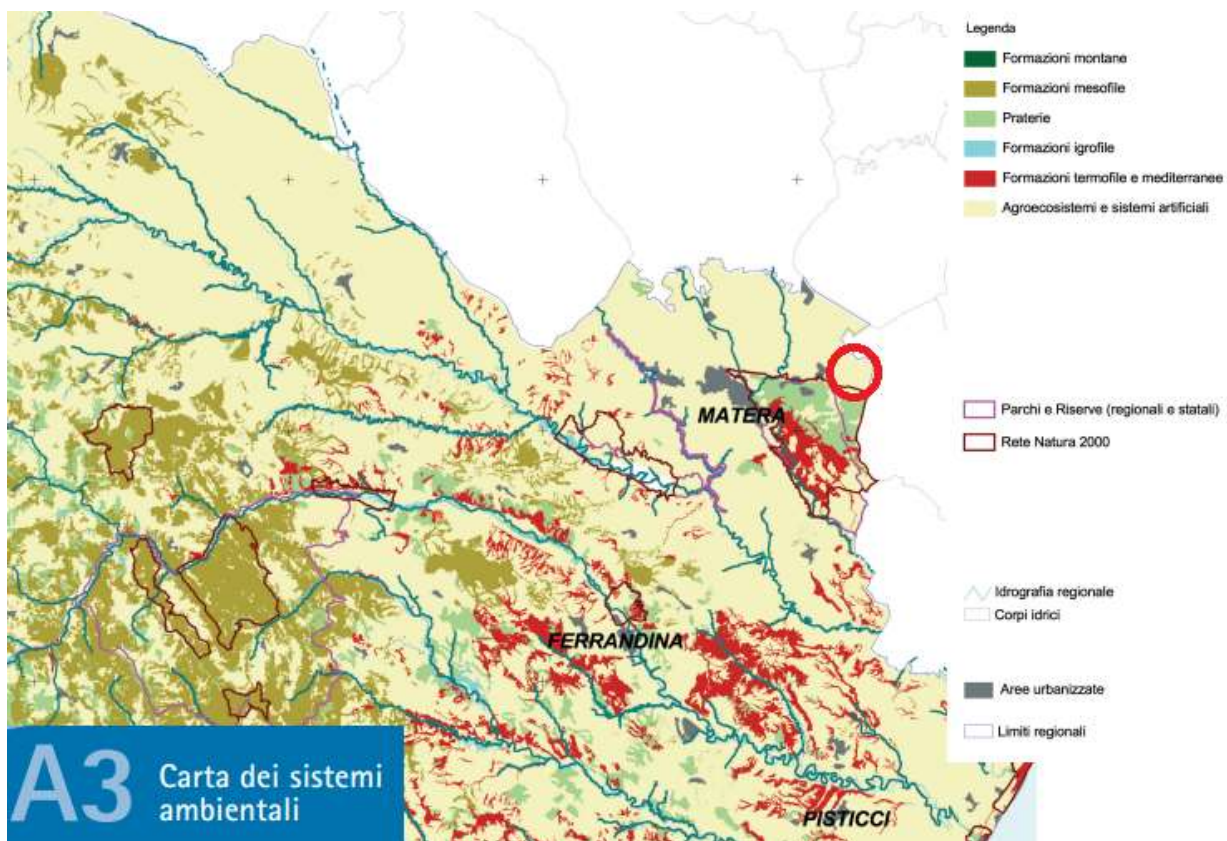 Legenda
Formazioni montane
Formazioni mesofile
Praterie
Formazioni igrofile
Formazioni termofile e mediterranee
Agroecosistemi e sistemi artificiali
Parchi e Riserve (regionali e statali)
Rete Natura 2000
Idrografia regionale
Corpi idrici
Aree urbanizzate
Limiti regionali
MATERA
FERRANDINA
PISTICCI
A3 Carta dei sistemi
ambientali